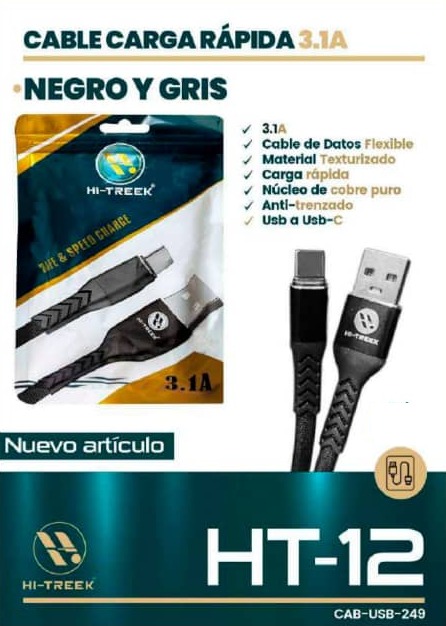 CABLE CARGA RÁPIDA 3.1A
•NEGRO Y GRIS
HI-TREEK
& SPEED CHARGE
3.1A
✓ 3.1A
✓ Cable de Datos Flexible
✓ Material Texturizado
✓ Carga rápida
✓ Núcleo de cobre puro
✓ Anti-trenzado
✓ Usb a Usb-C
HI-TREEK
Nuevo artículo
HI-TREEK
HT-12
CAB-USB-249